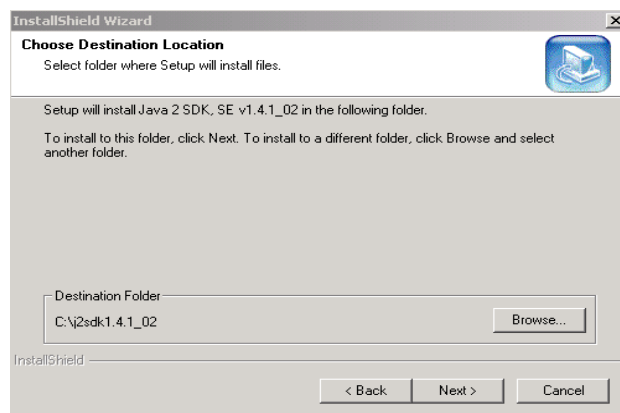 InstallShield Wizard
Choose Destination Location
Select folder where Setup will install files.
Setup will install Java 2 SDK, SE v1.4.1_02 in the following folder.
To install to this folder, click Next. To install to a different folder, click Browse and select
another folder.
Destination Folder
C:\j2sdk1.4.1_02
Browse...
InstallShield
< Back
Next >
Cancel